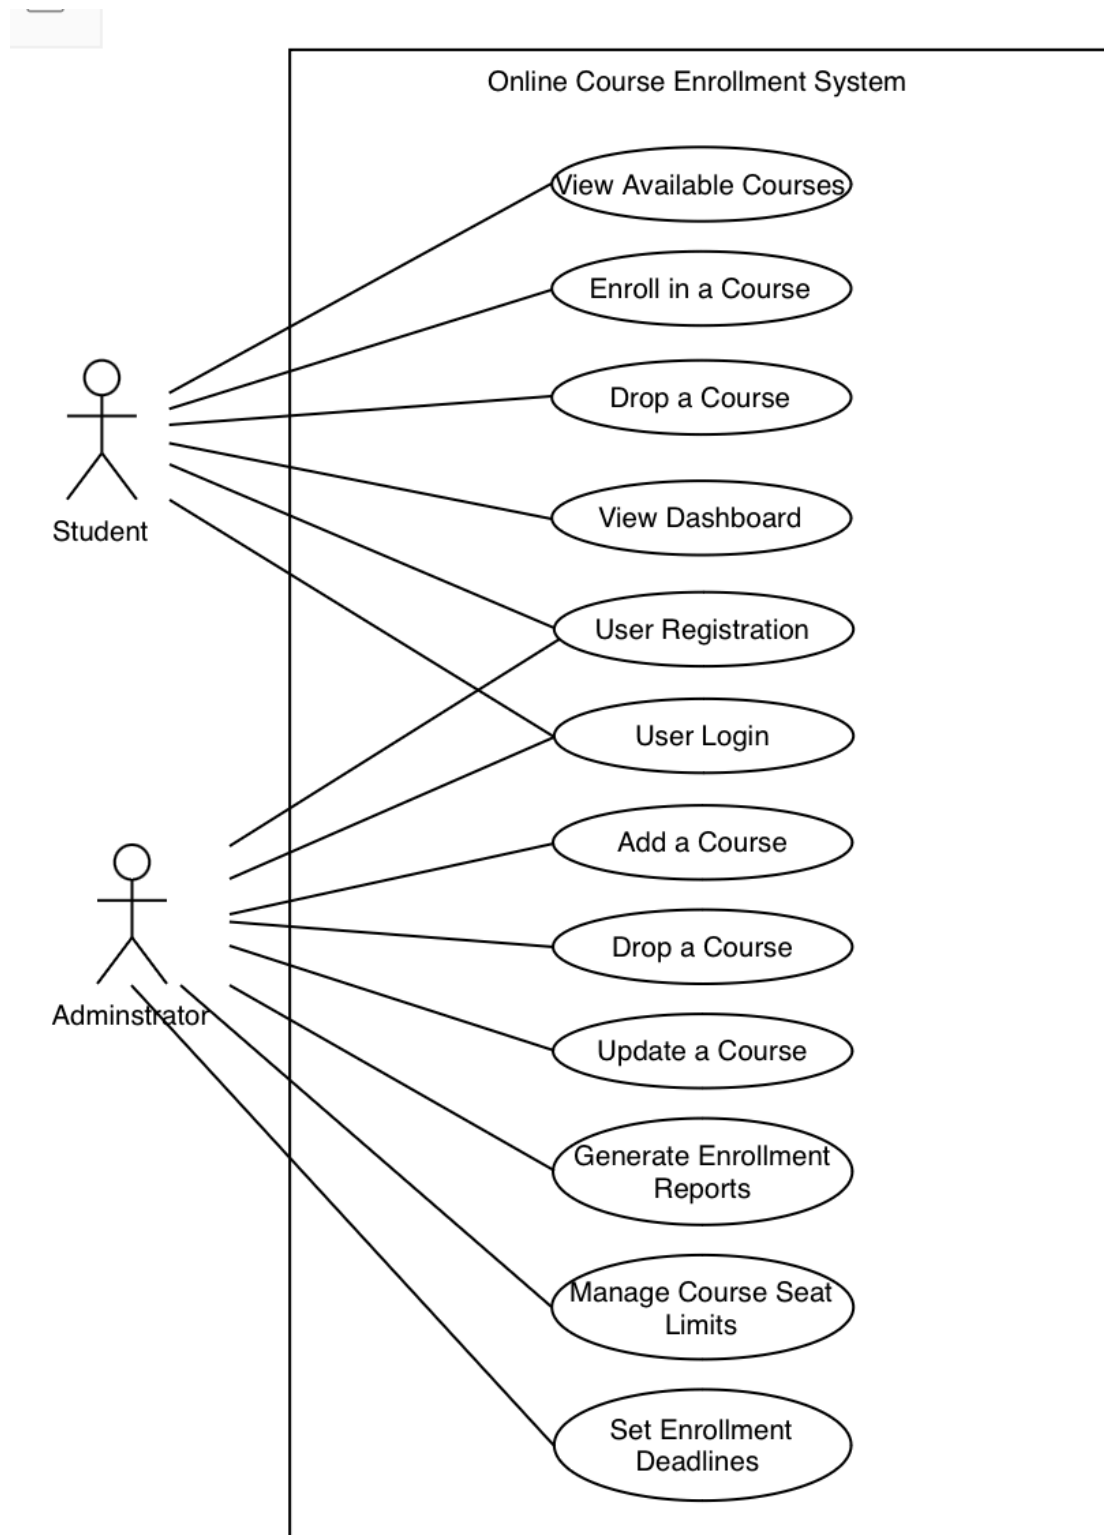 Online Course Enrollment System
View Available Courses
Enroll in a Course
Drop a Course
Student
View Dashboard
User Registration
User Login
Add a Course
Drop a Course
Adminstrator
Update a Course
Generate Enrollment
Reports
Manage Course Seat
Limits
Set Enrollment
Deadlines